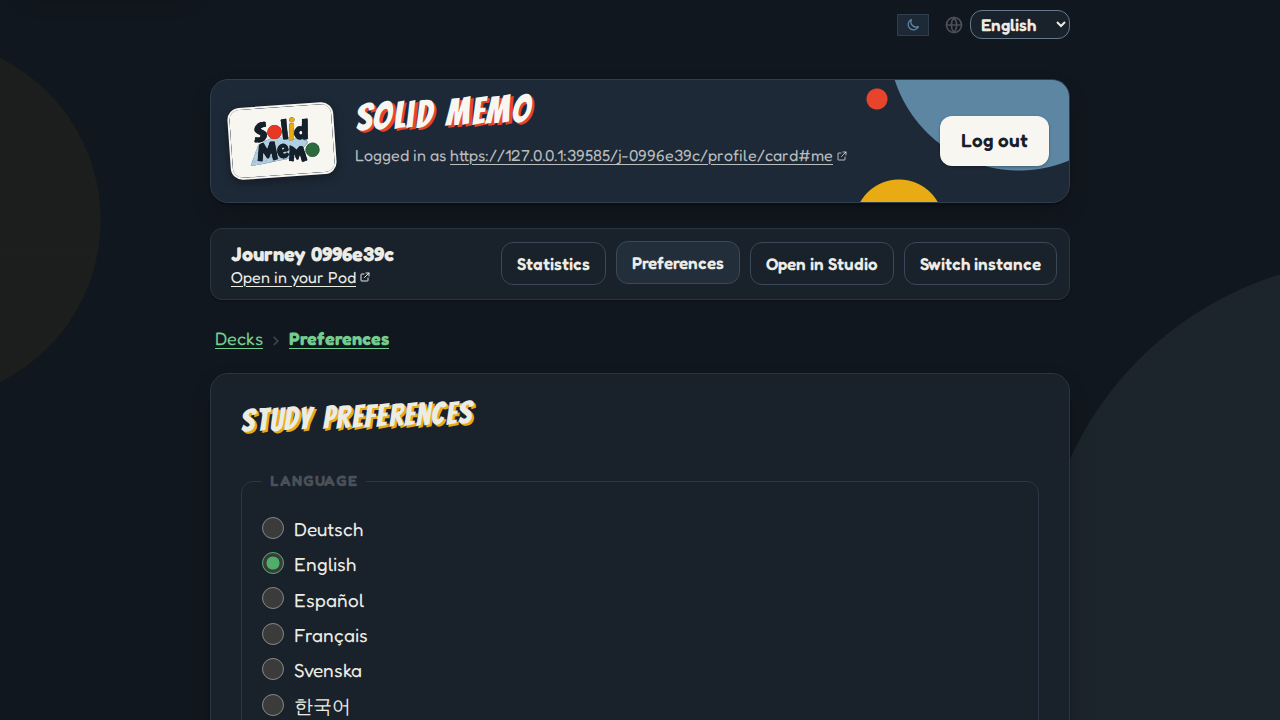 English
Solid Memo
SOLID MEMO
Logged in as https://127.0.0.1:39585/j-0996e39c/profile/card#me
Log out
Journey 0996e39c
Open in your Pod
Statistics
Preferences
Open in Studio
Switch instance
Decks > Preferences
STUDY PREFERENCES
LANGUAGE
Deutsch
English
Español
Français
Svenska
한국어